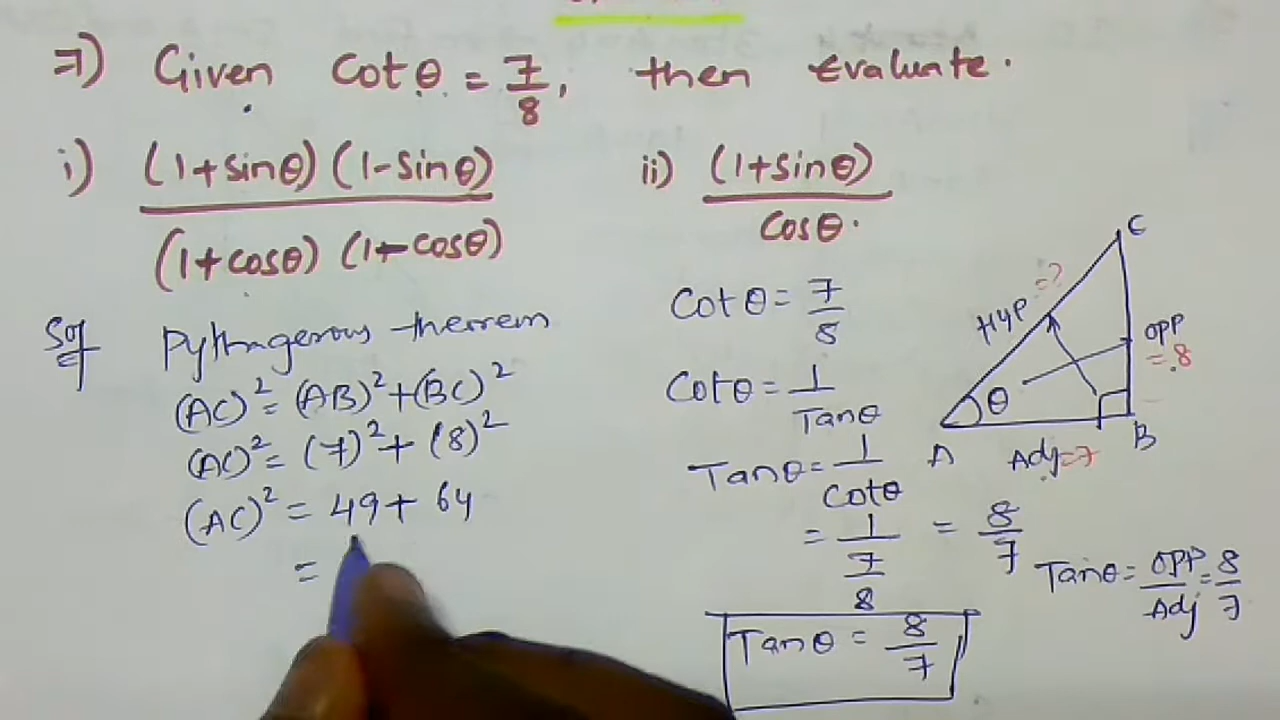 7) Given Cotθ = 7/8, then Evaluate.
i) (1+sinθ) (1-sinθ) / (1+cosθ) (1-cosθ)
ii) (1+sinθ) / Cosθ.
Sol Pythagerous therrem
(AC)² = (AB)² + (BC)²
(AC)² = (7)² + (8)²
(AC)² = 49 + 64
=
Cotθ = 7/8
Cotθ = 1/Tanθ
Tanθ = 1/Cotθ
= 1/(7/8) = 8/7
Tanθ = 8/7
C
HYP =?
OPP = 8
θ
A
Adj=7
B
Tanθ = OPP/Adj = 8/7